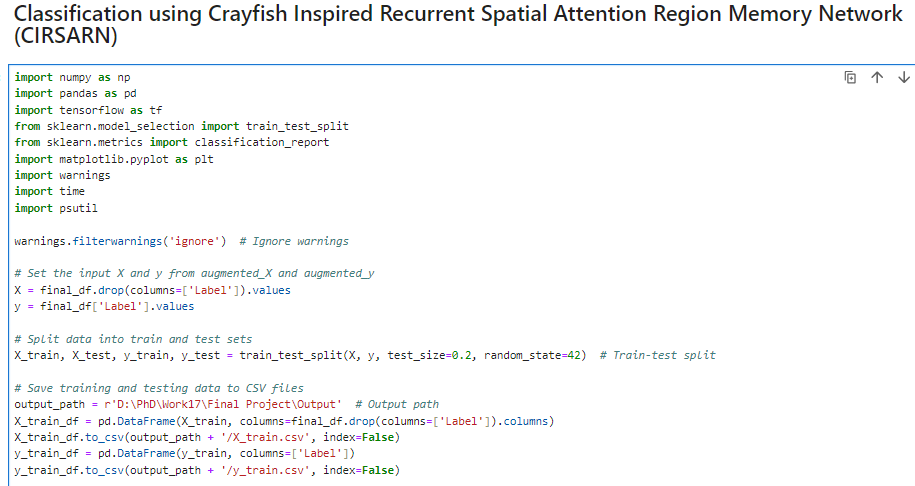 Classification using Crayfish Inspired Recurrent Spatial Attention Region Memory Network
(CIRSARN)
import numpy as np
import pandas as pd
import tensorflow as tf
from sklearn.model_selection import train_test_split
from sklearn.metrics import classification_report
import matplotlib.pyplot as plt
import warnings
import time
import psutil
warnings.filterwarnings('ignore')  # Ignore warnings
# Set the input X and y from augmented_X and augmented_y
X = final_df.drop(columns=['Label']).values
y = final_df['Label'].values
# Split data into train and test sets
X_train, X_test, y_train, y_test = train_test_split(X, y, test_size=0.2, random_state=42)  # Train-test split
# Save training and testing data to CSV files
output_path = r'D:\PhD\Work17\Final Project\Output'  # Output path
X_train_df = pd.DataFrame(X_train, columns=final_df.drop(columns=['Label']).columns)
X_train_df.to_csv(output_path + '/X_train.csv', index=False)
y_train_df = pd.DataFrame(y_train, columns=['Label'])
y_train_df.to_csv(output_path + '/y_train.csv', index=False)